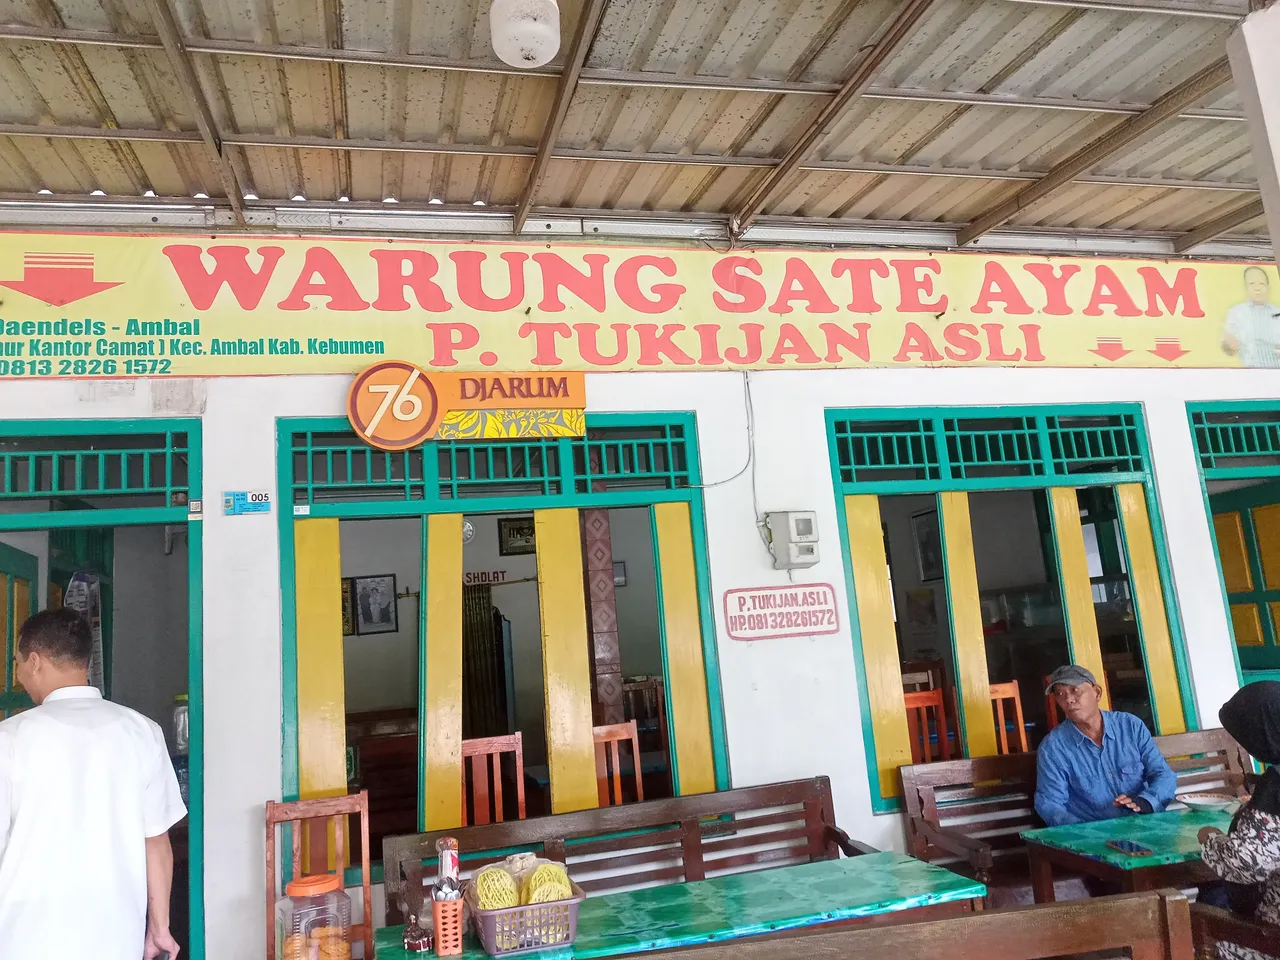 WARUNG SATE AYAM
P. TUKIJAN ASLI
Daendels - Ambal
Kantor Camat ) Kec. Ambal Kab. Kebumen
0813 2826 1572
76
DJARUM
005
SHOLAT
P.TUKIJAN.ASLI
HP.081328261572